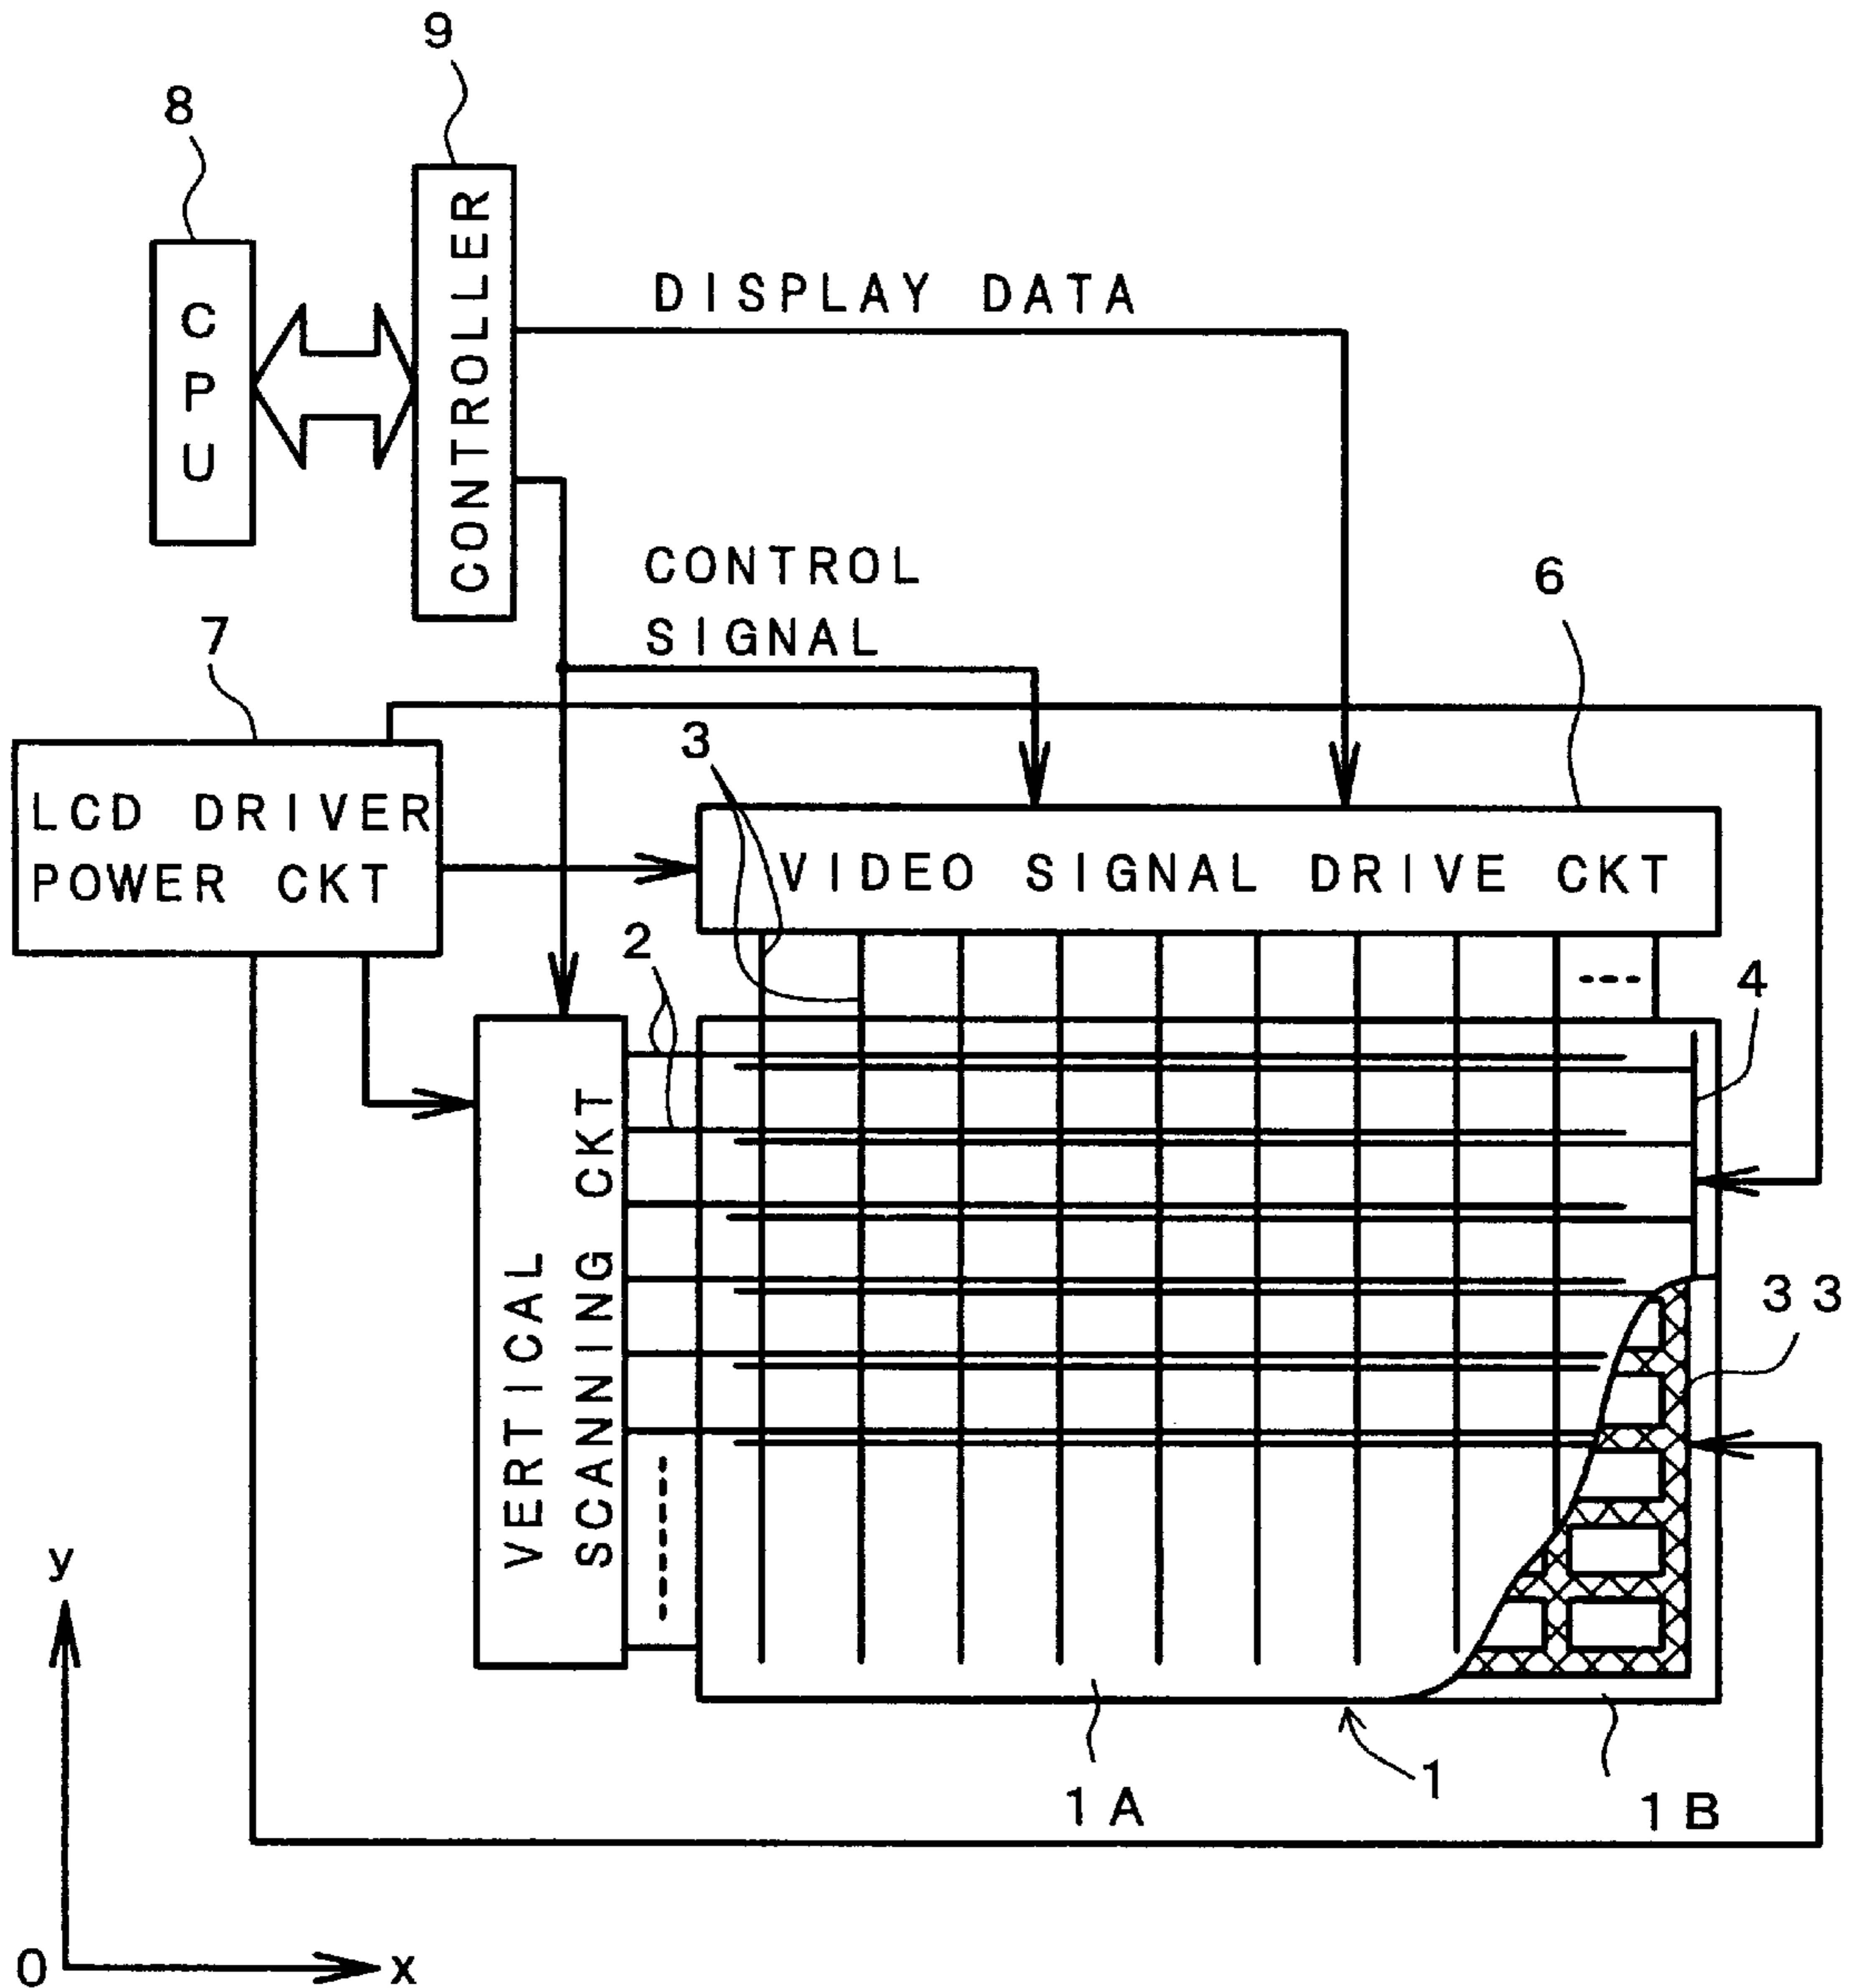 9
8
CONTROLLER
CPU
DISPLAY DATA
CONTROL
SIGNAL
6
7
3
LCD DRIVER
POWER CKT
VIDEO SIGNAL DRIVE CKT
2
4
VERTICAL
SCANNING CKT
33
y
1
1A
1B
0
x